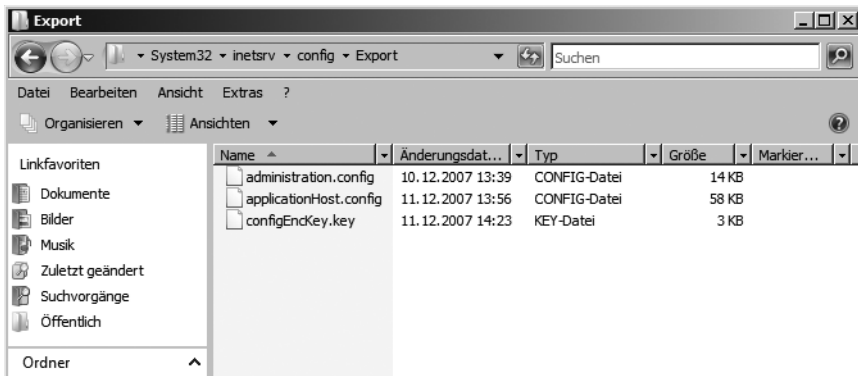 Export
System32 inetsrv config Export
Suchen
Datei Bearbeiten Ansicht Extras ?
Organisieren Ansichten
Linkfavoriten
Dokumente
Bilder
Musik
Zuletzt geändert
Suchvorgänge
Öffentlich
Ordner
Name Änderungsdat... Typ Größe Markier...
administration.config 10.12.2007 13:39 CONFIG-Datei 14 KB
applicationHost.config 11.12.2007 13:56 CONFIG-Datei 58 KB
configEncKey.key 11.12.2007 14:23 KEY-Datei 3 KB